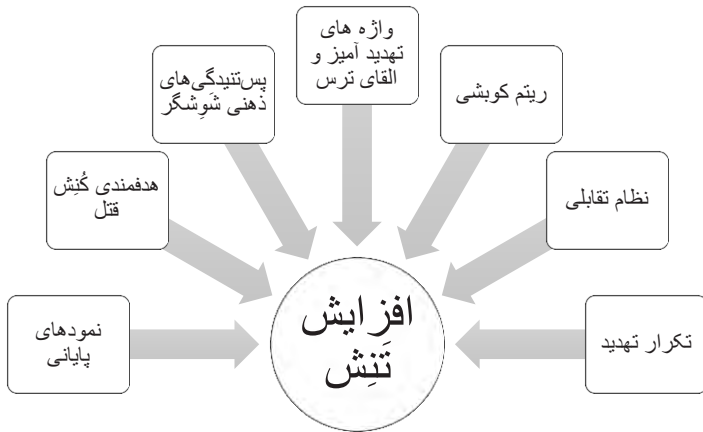 واژه های
تهدید آمیز و
القای ترس
پس‌تنیدگی‌های
ذهنی شَوِشگر
ریتم کوبشی
هدفمندی کُنِش
قتل
نظام تقابلی
نمودهای
پایانی
افزایش
تَنِش
تکرار تهدید